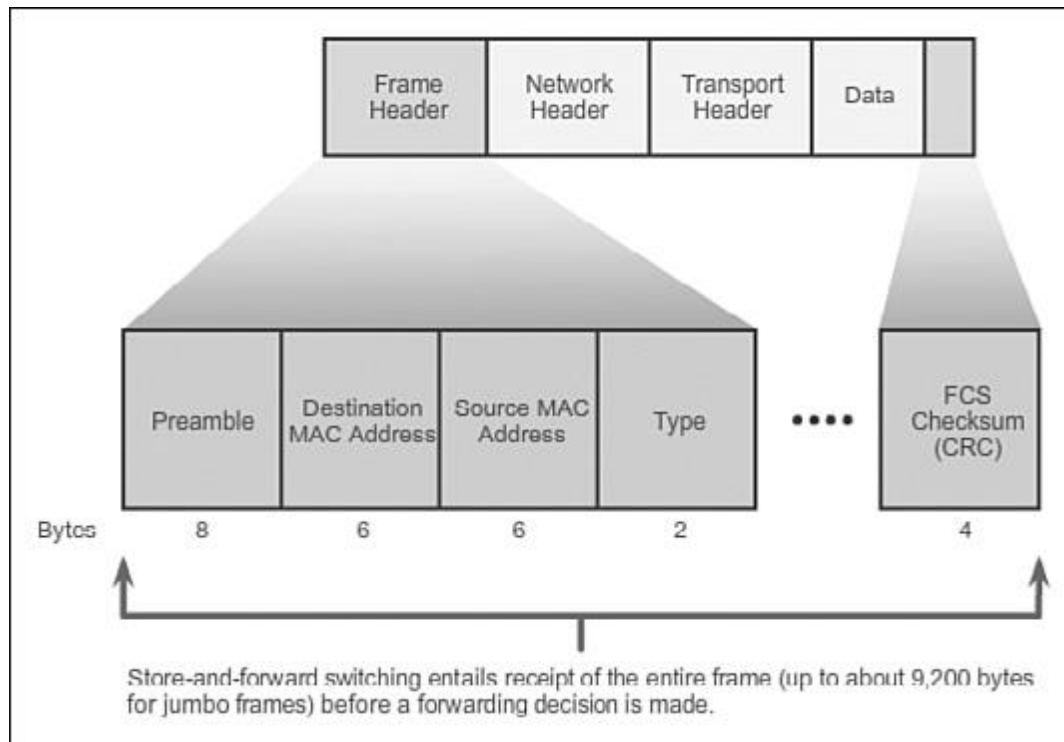 Frame
Header
Network
Header
Transport
Header
Data
Preamble
Destination
MAC Address
Source MAC
Address
Type
••••
FCS
Checksum
(CRC)
Bytes 8 6 6 2 4
Store-and-forward switching entails receipt of the entire frame (up to about 9,200 bytes
for jumbo frames) before a forwarding decision is made.